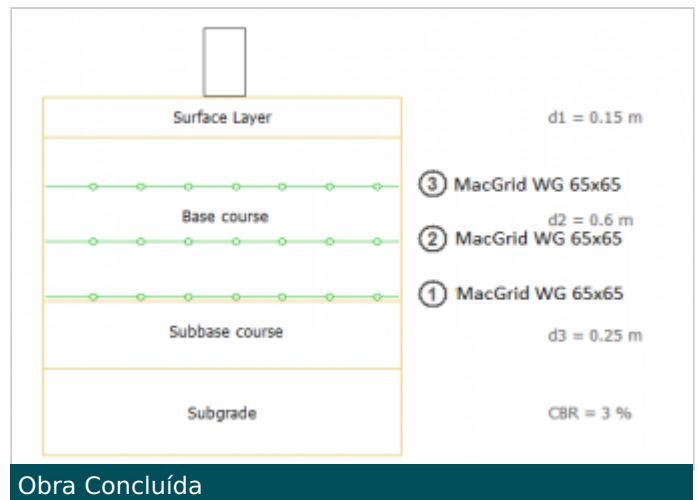 Surface Layer d1 = 0.15 m
3 MacGrid WG 65x65
Base course d2 = 0.6 m
2 MacGrid WG 65x65
1 MacGrid WG 65x65
Subbase course d3 = 0.25 m
Subgrade CBR = 3 %
Obra Concluída